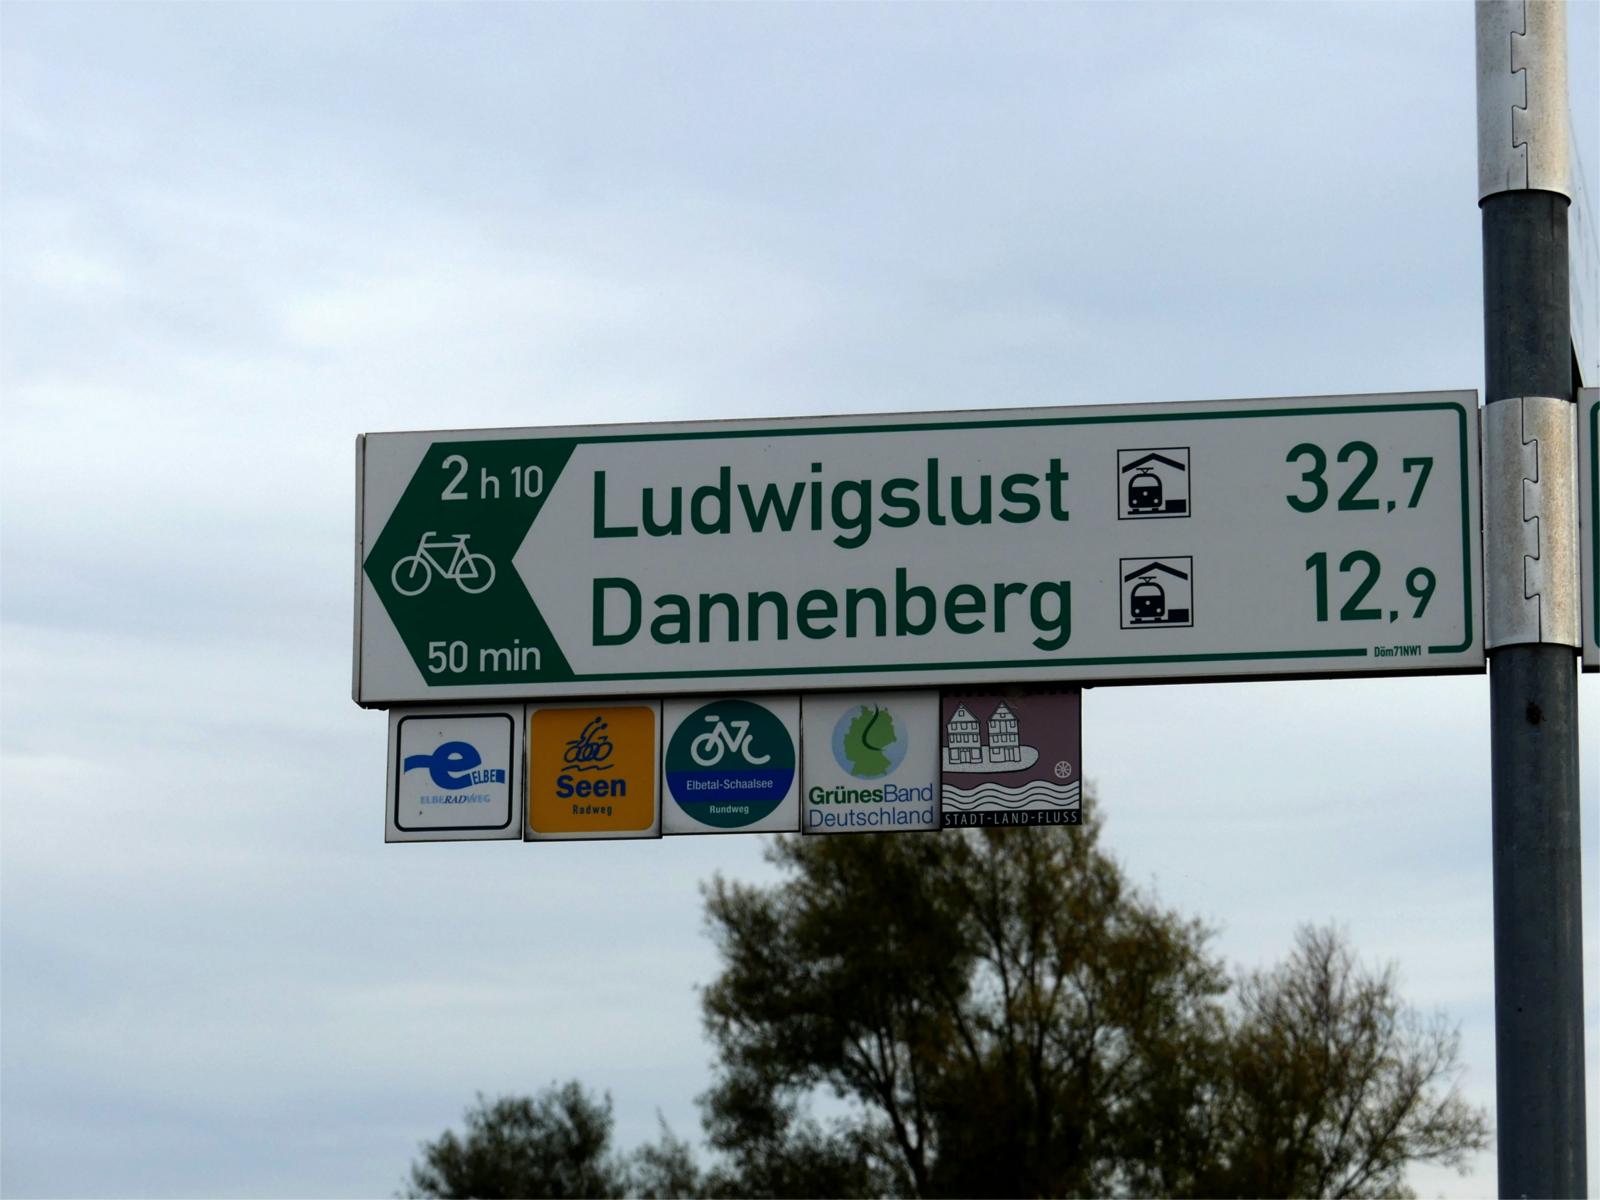 2 h 10
Ludwigslust 32,7
Dannenberg 12,9
50 min
Döm71NW1
e ELBE
ELBERADWEG
Seen
Radweg
Elbetal-Schaalsee
Rundweg
GrünesBand
Deutschland
STADT-LAND-FLUSS